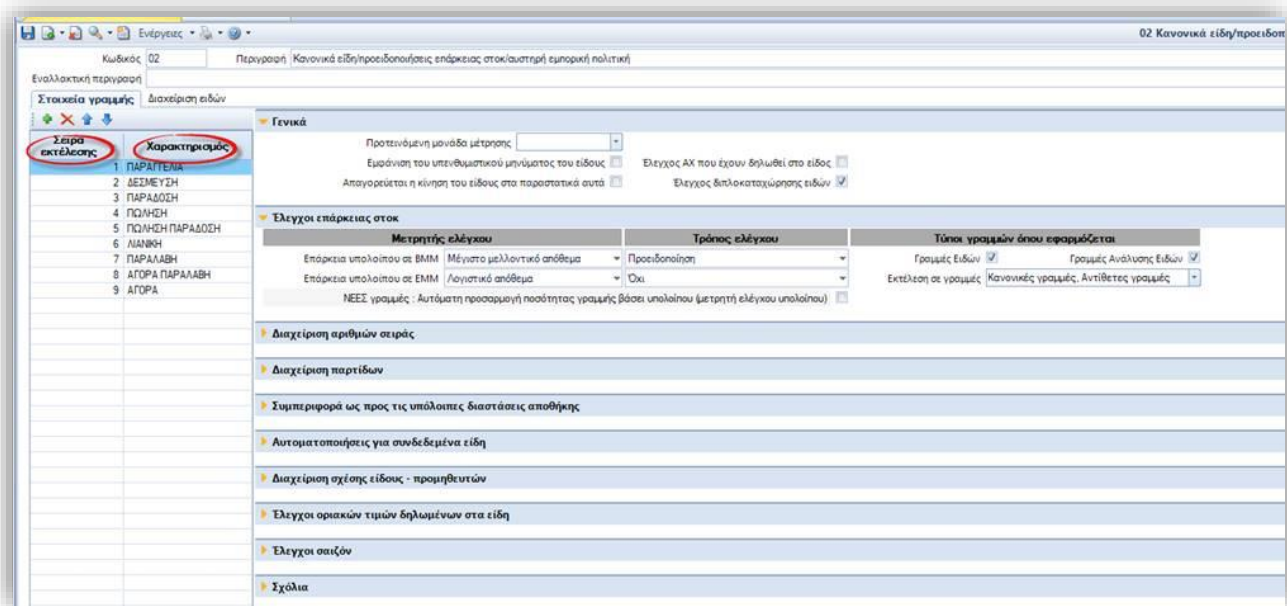 Ενέργειες
02 Κανονικά είδη/προειδοπ
Κωδικός 02 Περιγραφή Κανονικά είδη/προειδοποιήσεις επάρκειας στοκ/αυστηρή εμπορική πολιτική
Εναλλακτική περιγραφή
Στοιχεία γραμμής Διαχείριση ειδών
Σειρά εκτέλεσης Χαρακτηρισμός
1 ΠΑΡΑΓΓΕΛΙΑ
2 ΔΕΣΜΕΥΣΗ
3 ΠΑΡΑΔΟΣΗ
4 ΠΩΛΗΣΗ
5 ΠΩΛΗΣΗ ΠΑΡΑΔΟΣΗ
6 ΛΙΑΝΙΚΗ
7 ΠΑΡΑΛΑΒΗ
8 ΑΓΟΡΑ ΠΑΡΑΛΑΒΗ
9 ΑΓΟΡΑ
Γενικά
Προτεινόμενη μονάδα μέτρησης
Εμφάνιση του υπενθυμιστικού μηνύματος του είδους Έλεγχος ΑΧ που έχουν δηλωθεί στο είδος
Απαγορεύεται η κίνηση του είδους στα παραστατικά αυτά Έλεγχος διπλοκαταχώρησης ειδών
Έλεγχοι επάρκειας στοκ
Μετρητής ελέγχου Τρόπος ελέγχου Τύποι γραμμών όπου εφαρμόζεται
Επάρκεια υπολοίπου σε ΒΜΜ Μέγιστο μελλοντικό απόθεμα Προειδοποίηση Γραμμές Ειδών Γραμμές Ανάλυσης Ειδών
Επάρκεια υπολοίπου σε ΕΜΜ Λογιστικό απόθεμα Όχι Εκτέλεση σε γραμμές Κανονικές γραμμές, Αντίθετες γραμμές
ΝΕΕΣ γραμμές : Αυτόματη προσαρμογή ποσότητας γραμμής βάσει υπολοίπου (μετρητή ελέγχου υπολοίπου)
Διαχείριση αριθμών σειράς
Διαχείριση παρτίδων
Συμπεριφορά ως προς τις υπόλοιπες διαστάσεις αποθήκης
Αυτοματοποιήσεις για συνδεδεμένα είδη
Διαχείριση σχέσης είδους - προμηθευτών
Έλεγχοι οριακών τιμών δηλωμένων στα είδη
Έλεγχοι σαιζόν
Σχόλια